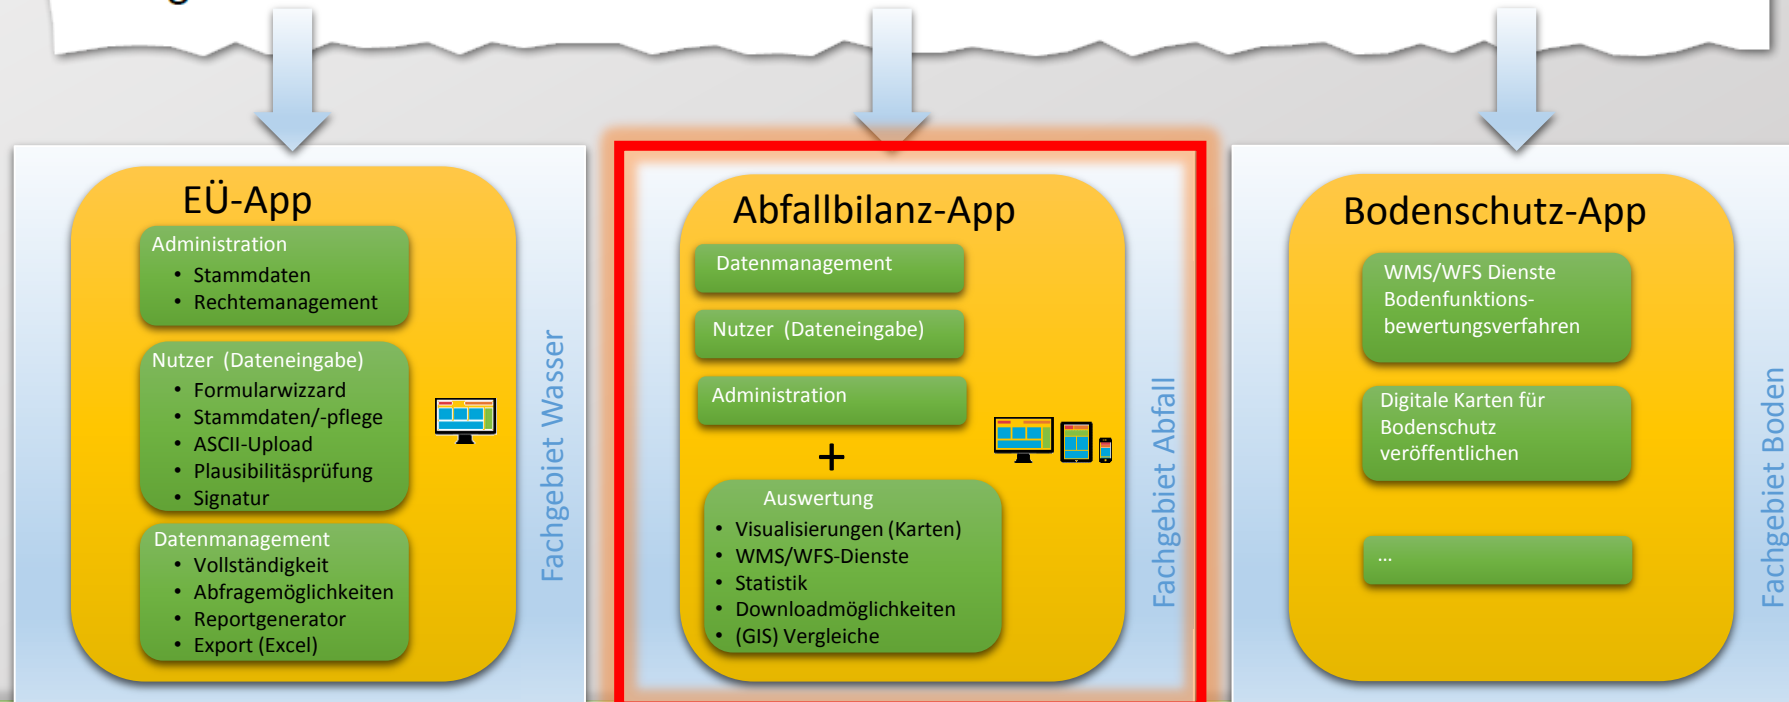 EÜ-App
Administration
• Stammdaten
• Rechtemanagement
Nutzer (Dateneingabe)
• Formularwizzard
• Stammdaten/-pflege
• ASCII-Upload
• Plausibilitäsprüfung
• Signatur
Datenmanagement
• Vollständigkeit
• Abfragemöglichkeiten
• Reportgenerator
• Export (Excel)
Fachgebiet Wasser
Abfallbilanz-App
Datenmanagement
Nutzer (Dateneingabe)
Administration
+
Auswertung
• Visualisierungen (Karten)
• WMS/WFS-Dienste
• Statistik
• Downloadmöglichkeiten
• (GIS) Vergleiche
Fachgebiet Abfall
Bodenschutz-App
WMS/WFS Dienste
Bodenfunktions-
bewertungsverfahren
Digitale Karten für
Bodenschutz
veröffentlichen
...
Fachgebiet Boden